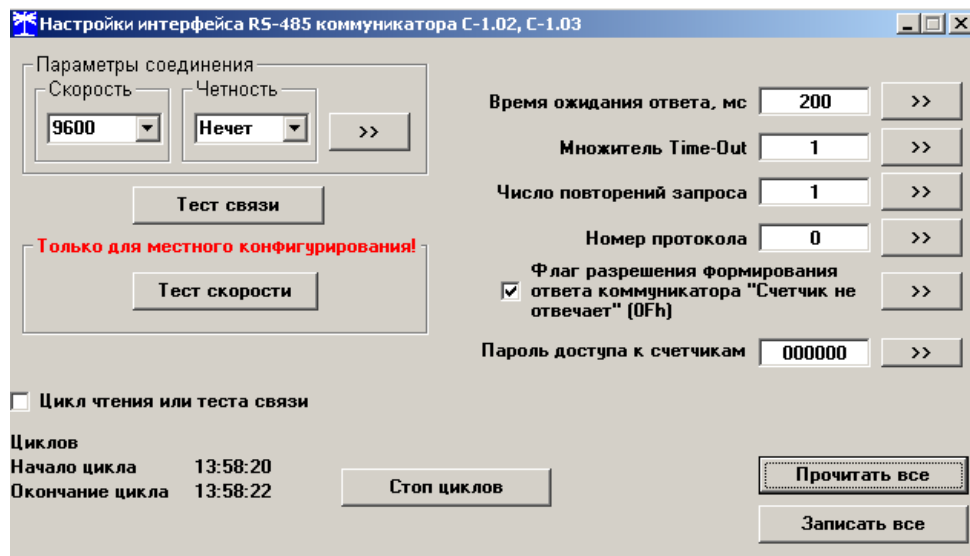 Настройки интерфейса RS-485 коммуникатора С-1.02, С-1.03
Параметры соединения
Скорость
9600
Четность
Нечет
>>
Тест связи
Только для местного конфигурирования!
Тест скорости
Время ожидания ответа, мс 200 >>
Множитель Time-Out 1 >>
Число повторений запроса 1 >>
Номер протокола 0 >>
Флаг разрешения формирования
ответа коммуникатора "Счетчик не
отвечает" (0Fh)
>>
Пароль доступа к счетчикам 000000 >>
Цикл чтения или теста связи
Циклов
Начало цикла 13:58:20
Окончание цикла 13:58:22
Стоп циклов
Прочитать все
Записать все